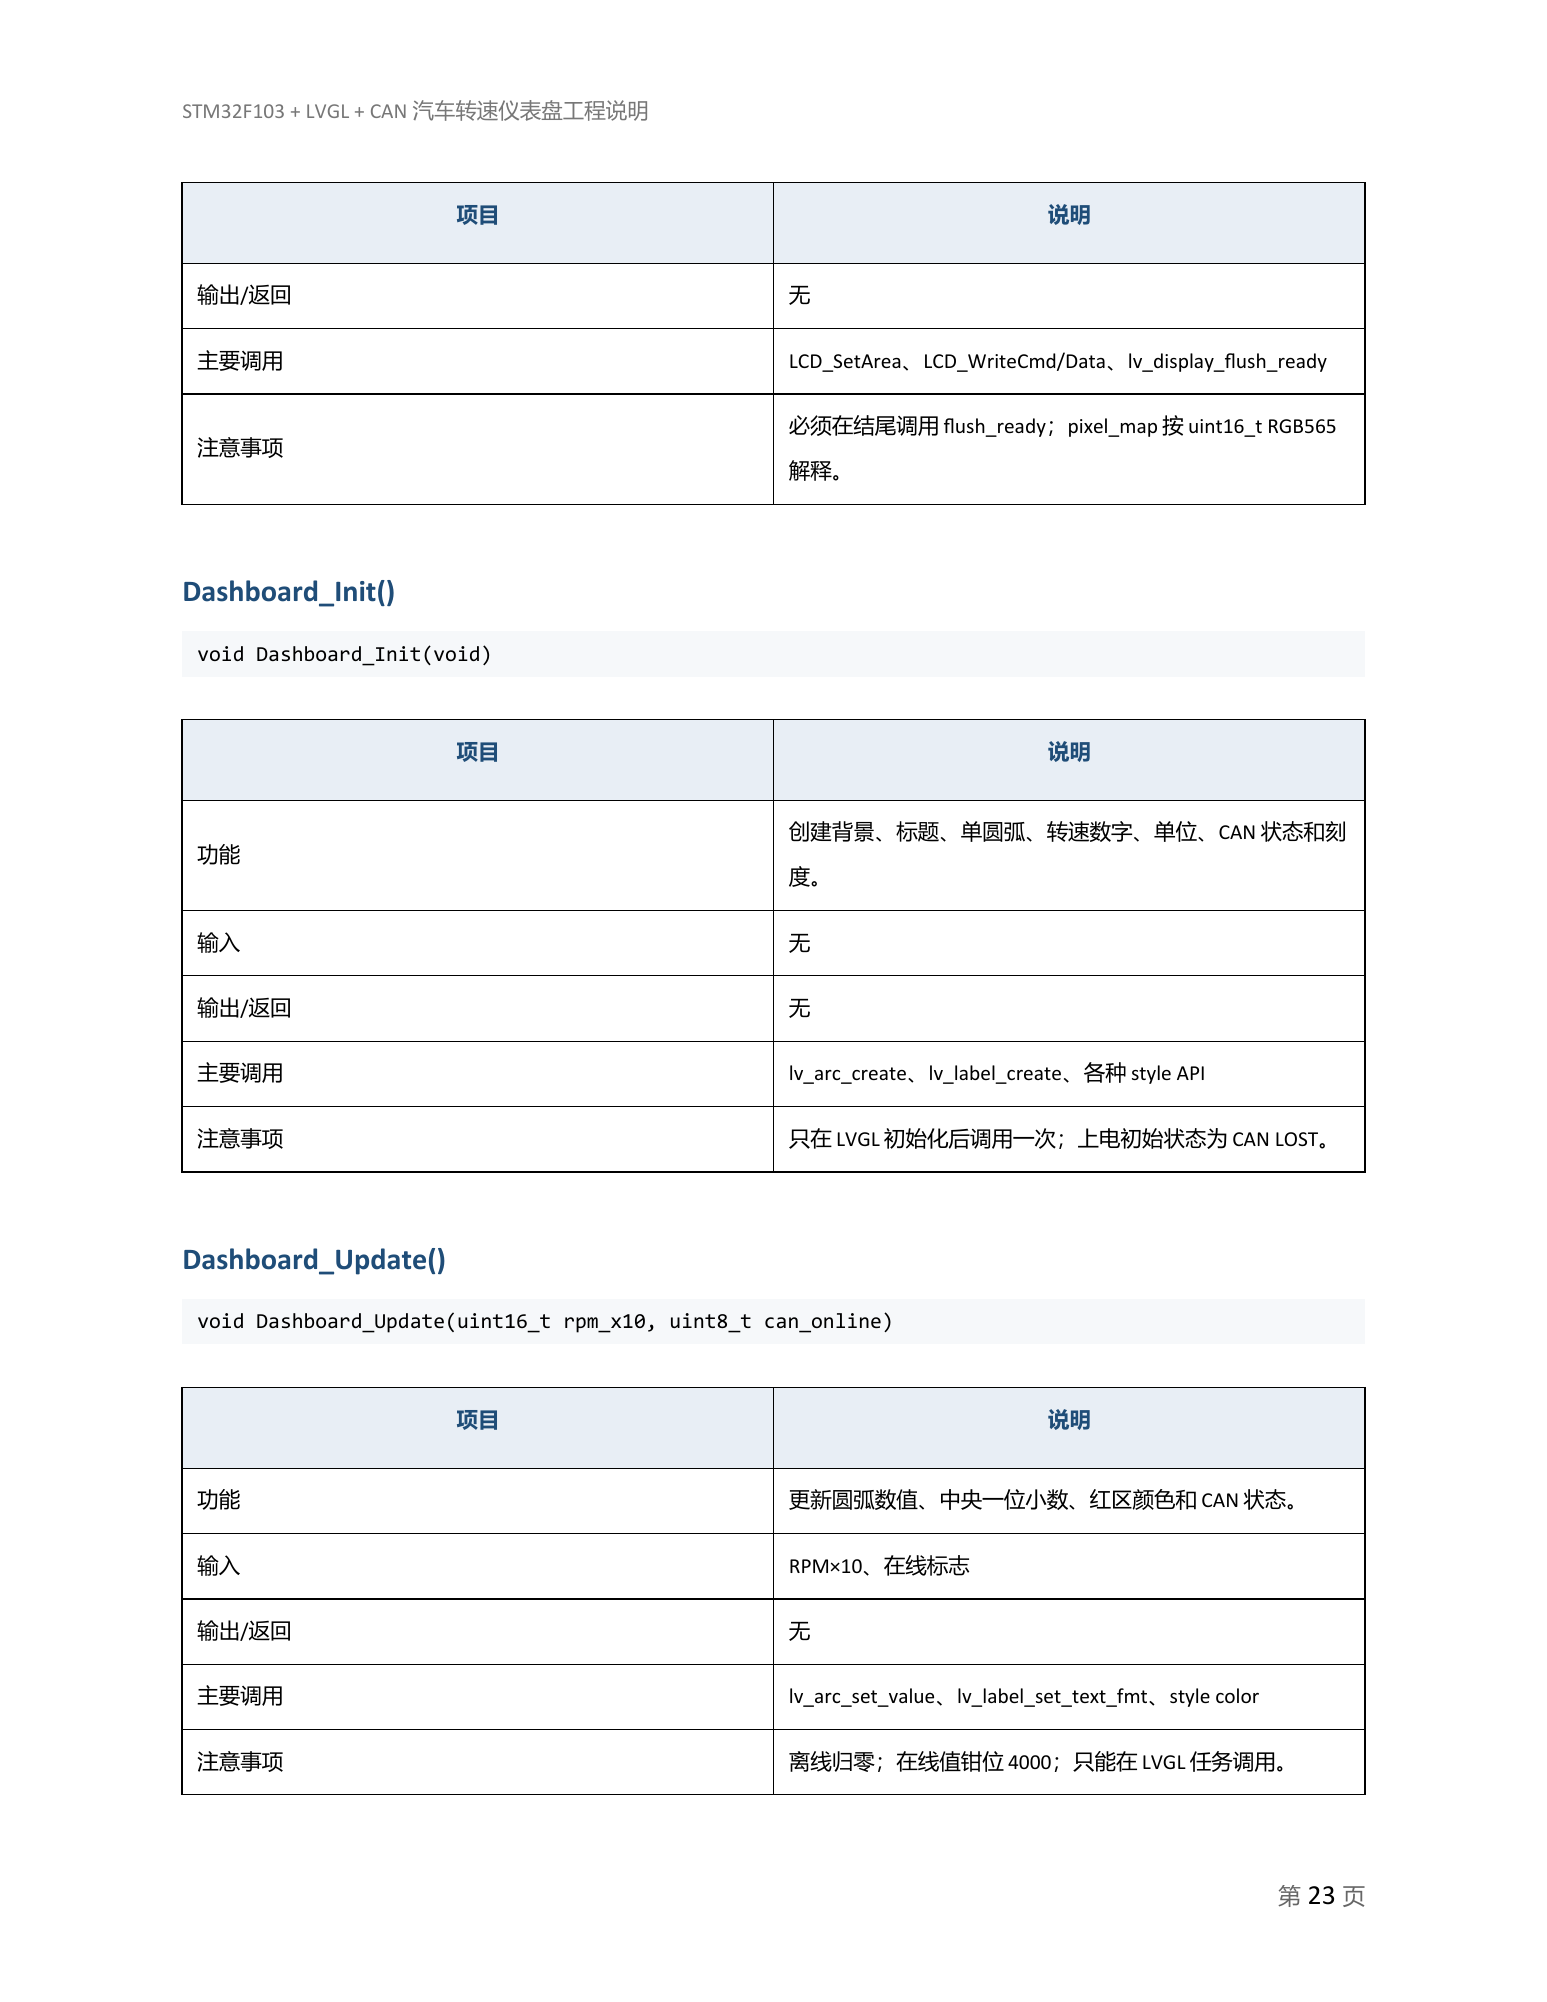 STM32F103 + LVGL + CAN 汽车转速仪表盘工程说明
项目 说明
输出/返回 无
主要调用 LCD_SetArea、LCD_WriteCmd/Data、lv_display_flush_ready
注意事项 必须在结尾调用 flush_ready；pixel_map 按 uint16_t RGB565
解释。
Dashboard_Init()
void Dashboard_Init(void)
项目 说明
功能 创建背景、标题、单圆弧、转速数字、单位、CAN 状态和刻
度。
输入 无
输出/返回 无
主要调用 lv_arc_create、lv_label_create、各种 style API
注意事项 只在 LVGL 初始化后调用一次；上电初始状态为 CAN LOST。
Dashboard_Update()
void Dashboard_Update(uint16_t rpm_x10, uint8_t can_online)
项目 说明
功能 更新圆弧数值、中央一位小数、红区颜色和 CAN 状态。
输入 RPM×10、在线标志
输出/返回 无
主要调用 lv_arc_set_value、lv_label_set_text_fmt、style color
注意事项 离线归零；在线值钳位 4000；只能在 LVGL 任务调用。
第 23 页